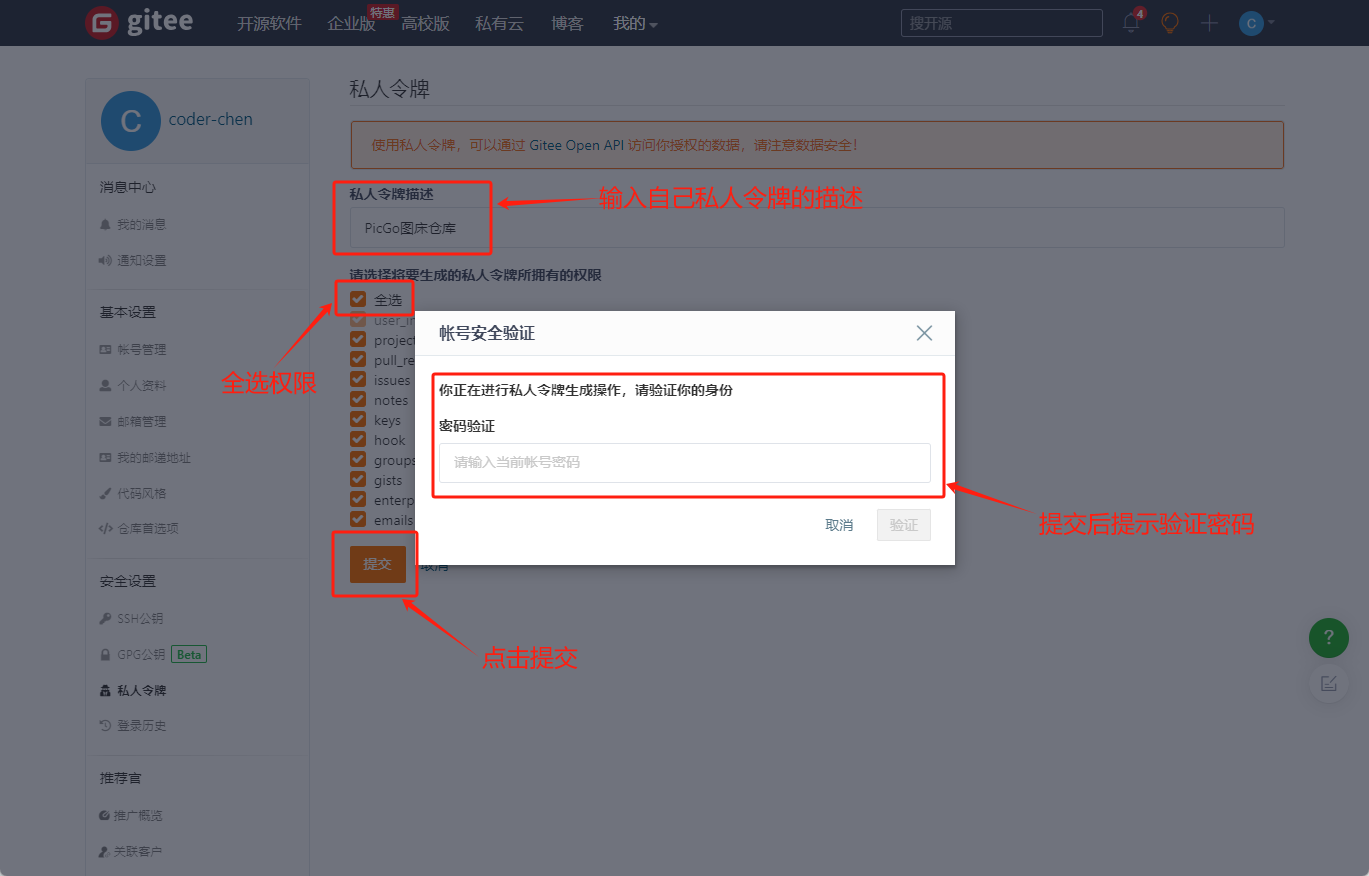 gitee
开源软件
企业版
特惠
高校版
私有云
博客
我的
搜开源
4
C
C
coder-chen
消息中心
我的消息
通知设置
基本设置
帐号管理
个人资料
邮箱管理
我的邮递地址
代码风格
仓库首选项
安全设置
SSH公钥
GPG公钥 Beta
私人令牌
登录历史
推荐官
推广概览
关联客户
私人令牌
使用私人令牌，可以通过 Gitee Open API 访问你授权的数据，请注意数据安全！
私人令牌描述
输入自己私人令牌的描述
PicGo图床仓库
请选择将要生成的私人令牌所拥有的权限
全选
全选权限
user_in
project
pull_re
issues
notes
keys
hook
groups
gists
enterp
emails
提交
取消
点击提交
帐号安全验证
你正在进行私人令牌生成操作，请验证你的身份
密码验证
请输入当前帐号密码
取消
验证
提交后提示验证密码
?